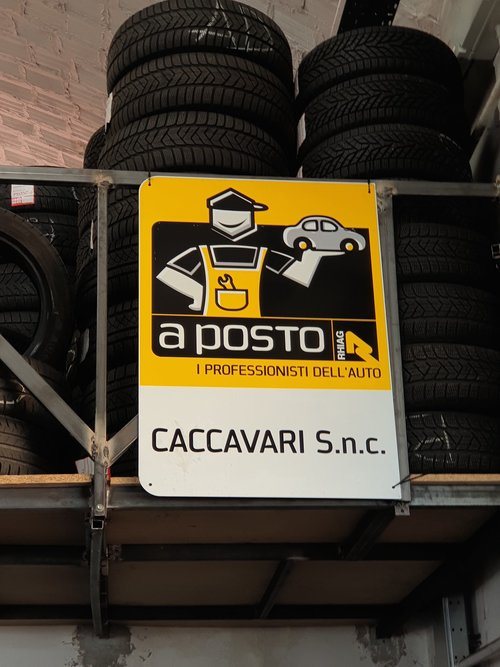 a posto
RHIAG
I PROFESSIONISTI DELL'AUTO
CACCAVARI S.n.c.